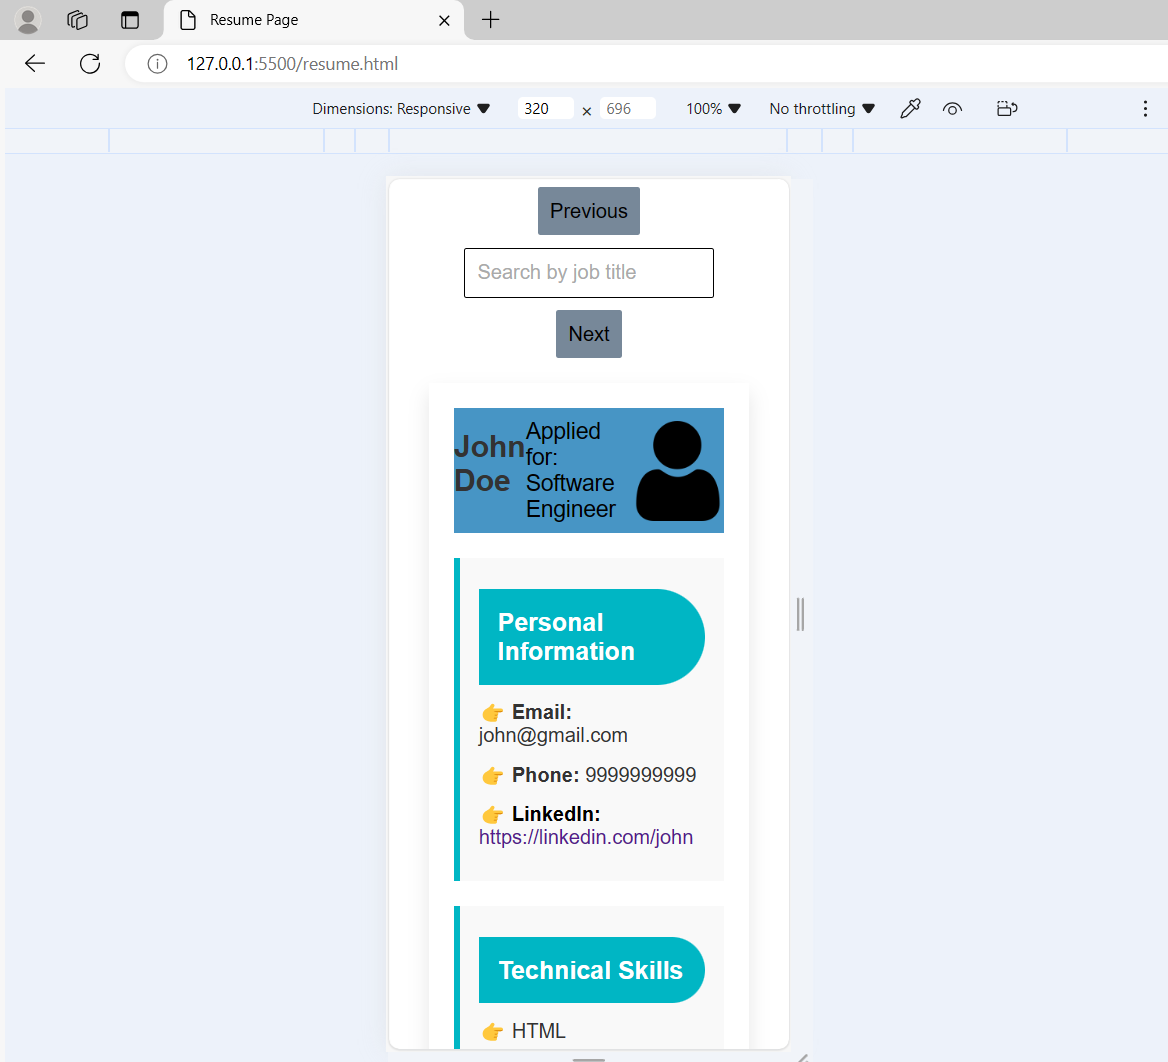 Resume Page
127.0.0.1:5500/resume.html
Dimensions: Responsive 320 × 696 100% No throttling
Previous
Search by job title
Next
John
Doe
Applied
for:
Software
Engineer
Personal
Information
👉 Email:
john@gmail.com
👉 Phone: 9999999999
👉 LinkedIn:
https://linkedin.com/john
Technical Skills
👉 HTML